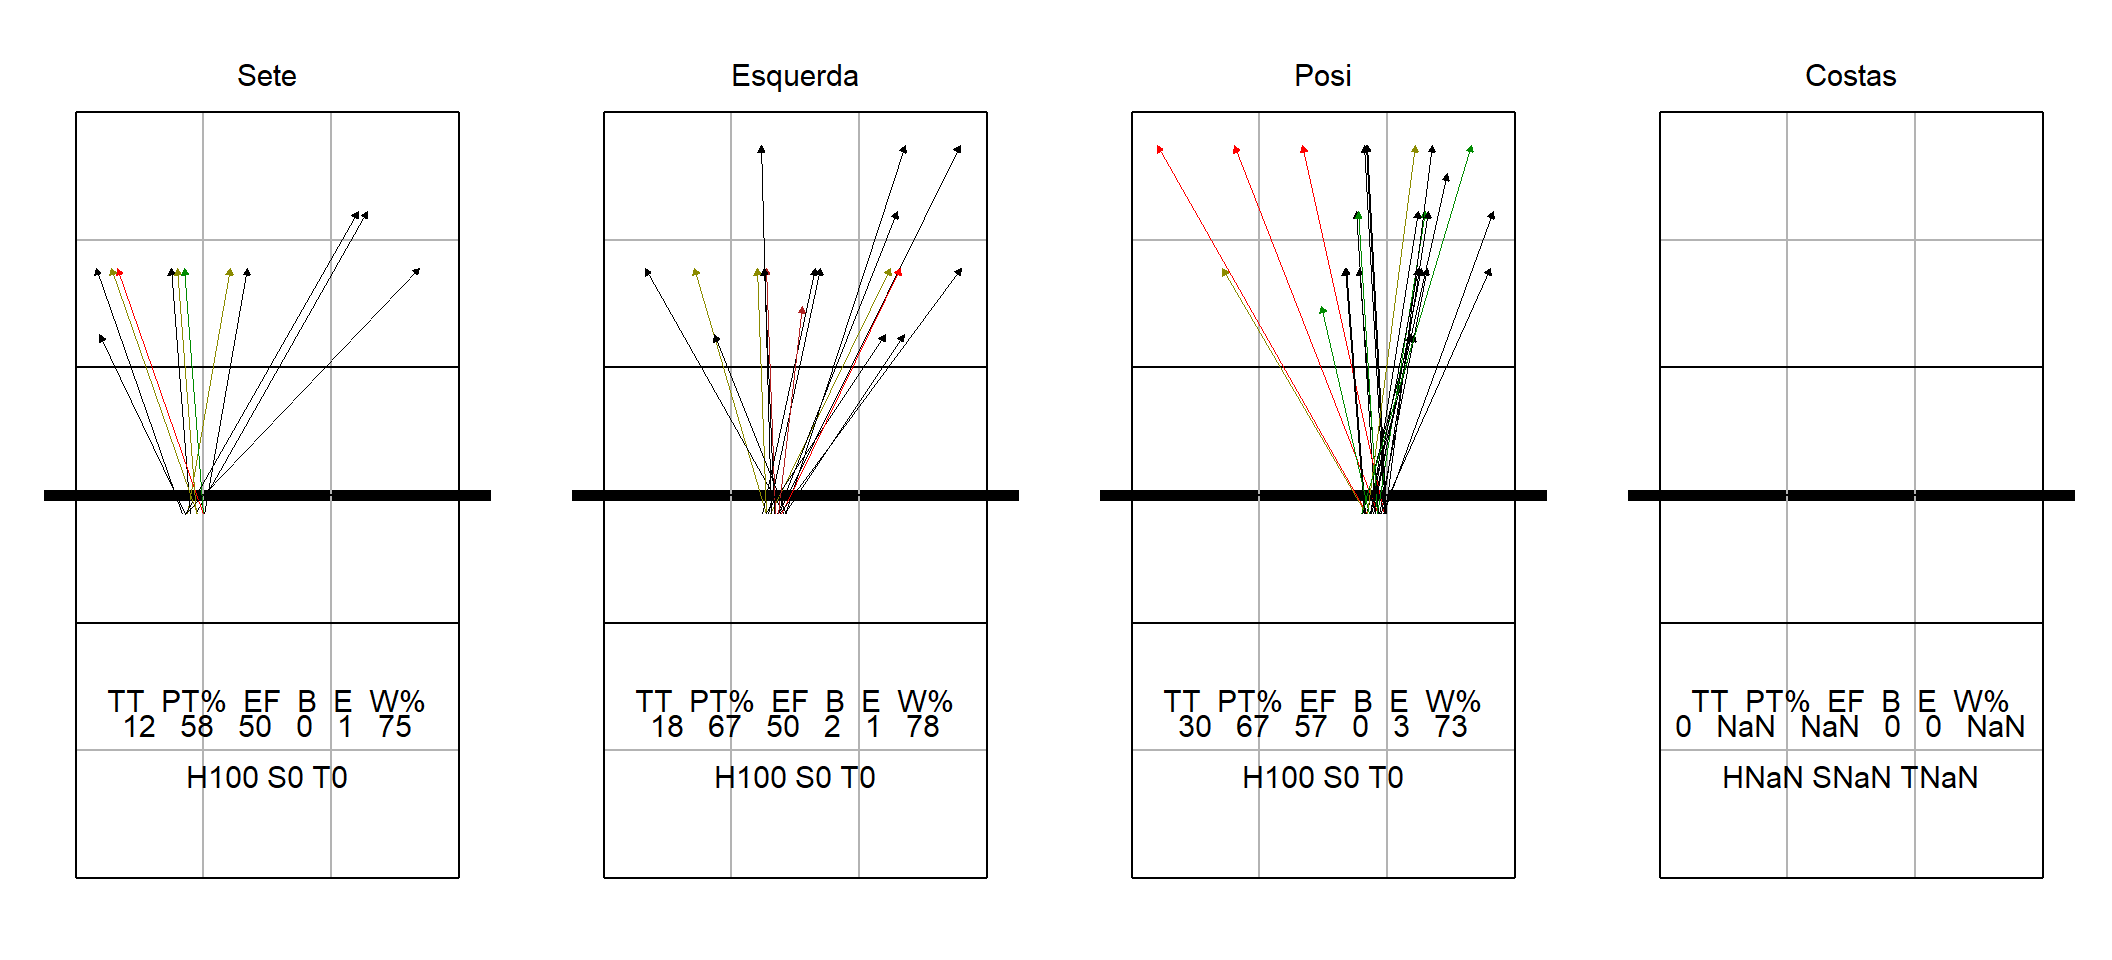 Sete
TT PT% EF B E W%
12 58 50 0 1 75
H100 S0 T0
Esquerda
TT PT% EF B E W%
18 67 50 2 1 78
H100 S0 T0
Posi
TT PT% EF B E W%
30 67 57 0 3 73
H100 S0 T0
Costas
TT PT% EF B E W%
0 NaN NaN 0 0 NaN
HNaN SNaN TNaN